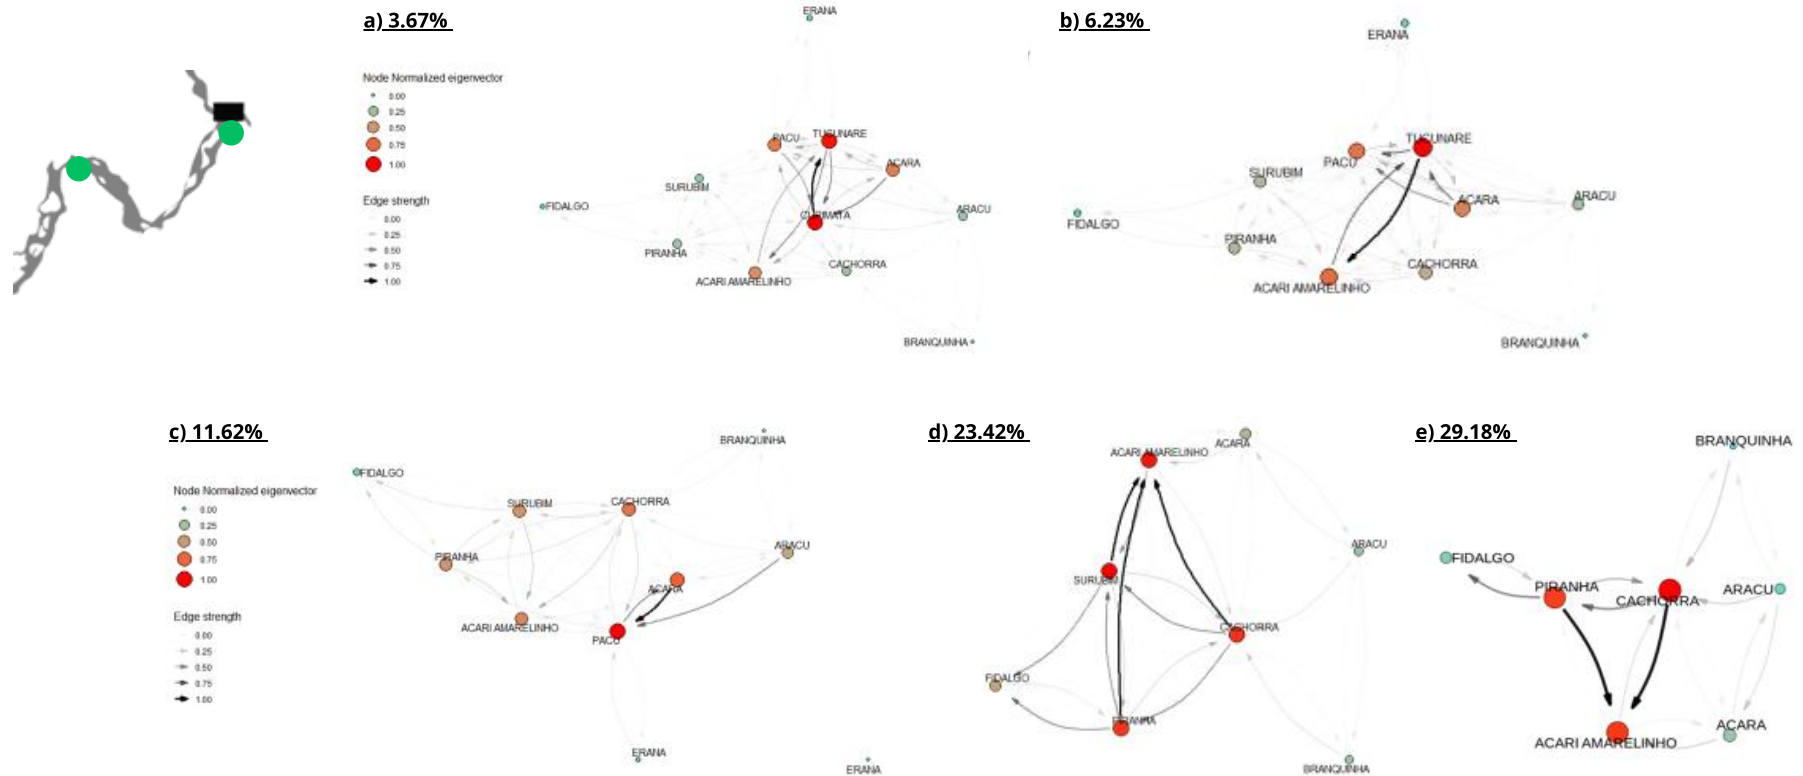 a) 3.67%
Node Normalized eigenvector
0.00
0.25
0.50
0.75
1.00
Edge strength
0.00
0.25
0.50
0.75
1.00
ERANA
PACU
TUCUNARE
ACARA
SURUBIM
FIDALGO
CURIMATA
ARACU
PIRANHA
CACHORRA
ACARI AMARELINHO
BRANQUINHA
b) 6.23%
ERANA
TUCUNARE
PACU
SURUBIM
ACARA
ARACU
FIDALGO
PIRANHA
CACHORRA
ACARI AMARELINHO
BRANQUINHA
c) 11.62%
Node Normalized eigenvector
0.00
0.25
0.50
0.75
1.00
Edge strength
0.00
0.25
0.50
0.75
1.00
BRANQUINHA
FIDALGO
SURUBIM
CACHORRA
ARACU
PIRANHA
ACARA
ACARI AMARELINHO
PACU
ERANA
d) 23.42%
ACARA
ACARI AMARELINHO
ARACU
SURUBIM
CACHORRA
FIDALGO
PIRANHA
ERANA
BRANQUINHA
e) 29.18%
BRANQUINHA
FIDALGO
PIRANHA
CACHORRA
ARACU
ACARA
ACARI AMARELINHO